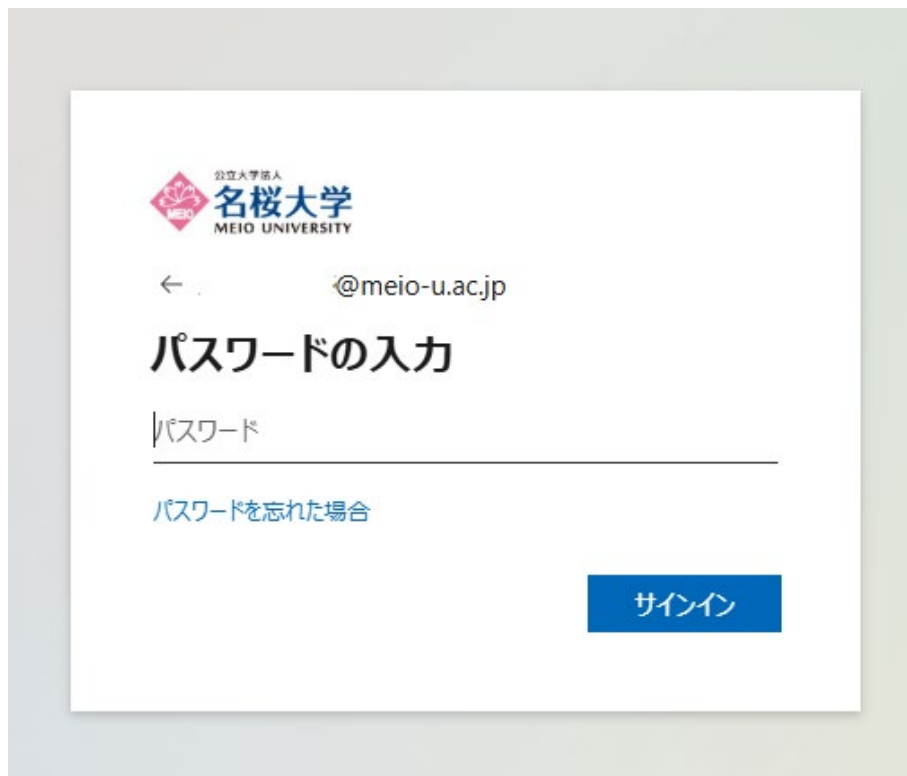 公立大学法人
名桜大学
MEIO
MEIO UNIVERSITY
← @meio-u.ac.jp
パスワードの入力
パスワード
パスワードを忘れた場合
サインイン